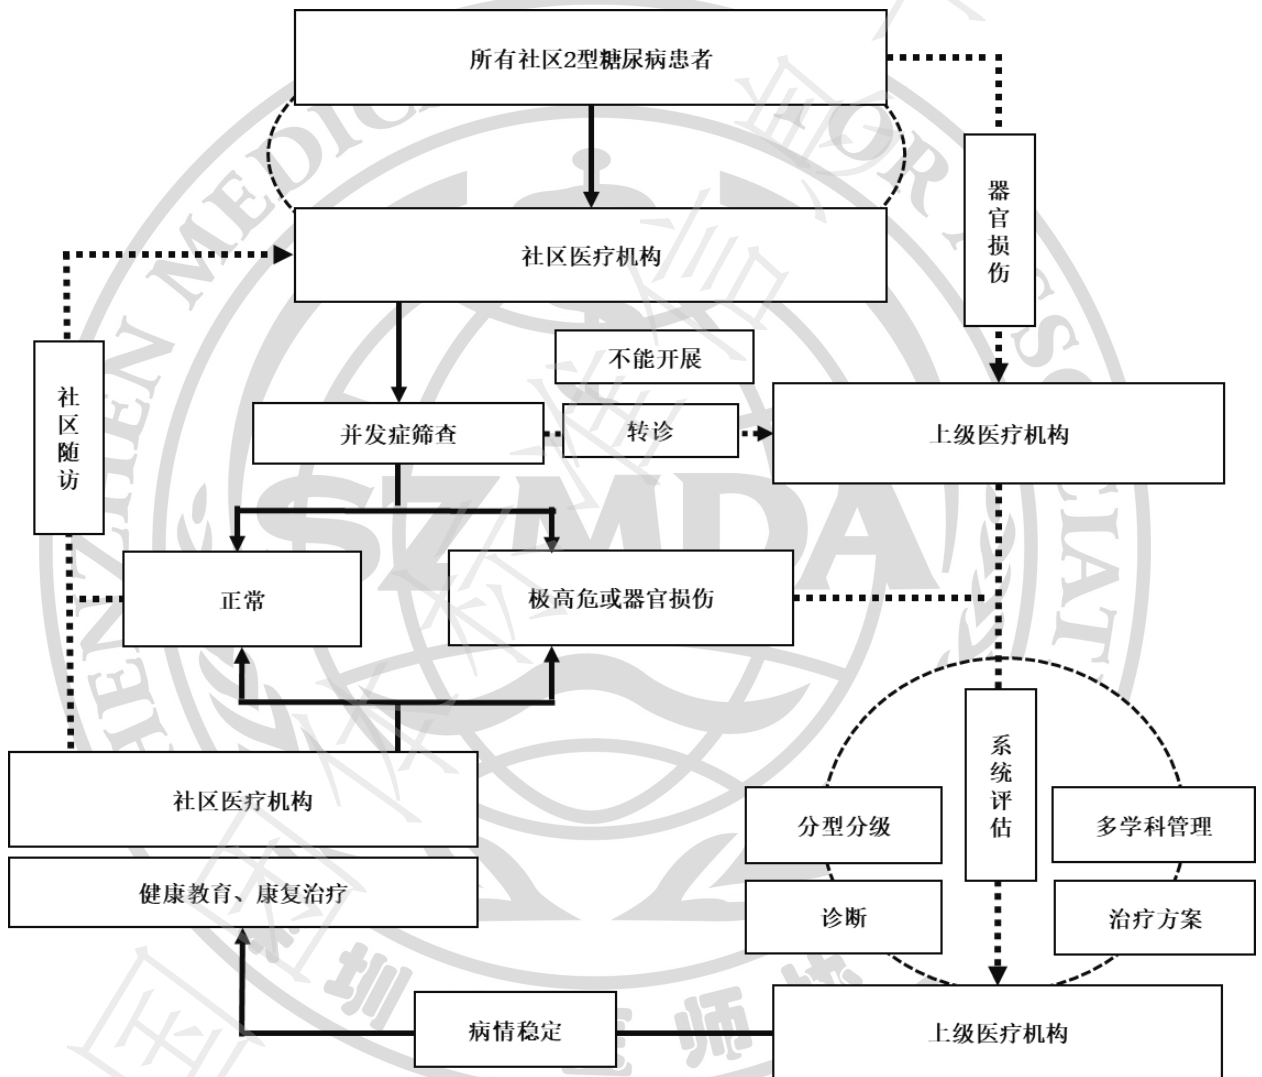 所有社区2型糖尿病患者
器官损伤
社区医疗机构
不能开展
社区随访
并发症筛查
转诊
上级医疗机构
正常
极高危或器官损伤
系统评估
社区医疗机构
分型分级
多学科管理
健康教育、康复治疗
诊断
治疗方案
病情稳定
上级医疗机构
SZMDA